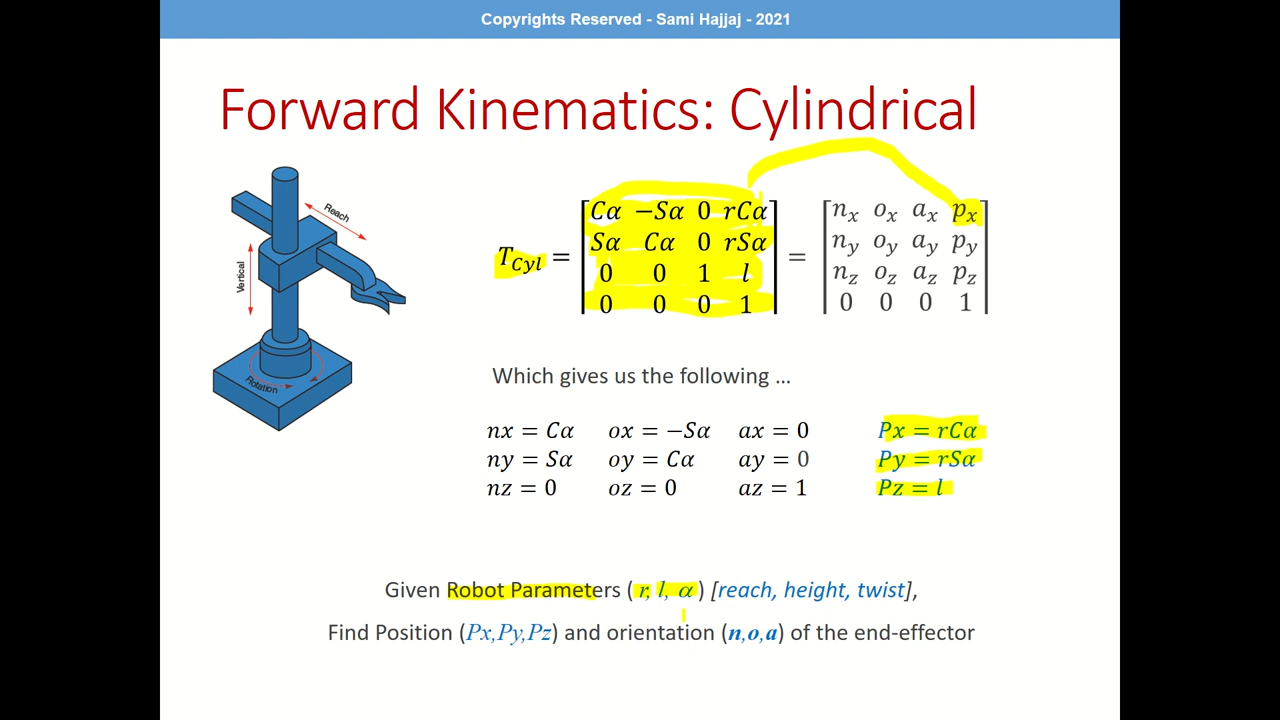 Copyrights Reserved - Sami Hajjaj - 2021
Forward Kinematics: Cylindrical
Reach
Vertical
Rotation
T_Cyl = [Cα −Sα 0 rCα; Sα Cα 0 rSα; 0 0 1 l; 0 0 0 1] = [n_x o_x a_x p_x; n_y o_y a_y p_y; n_z o_z a_z p_z; 0 0 0 1]
Which gives us the following ...
nx = Cα ox = −Sα ax = 0 Px = rCα
ny = Sα oy = Cα ay = 0 Py = rSα
nz = 0 oz = 0 az = 1 Pz = l
Given Robot Parameters (r, l, α) [reach, height, twist],
Find Position (Px,Py,Pz) and orientation (n,o,a) of the end-effector